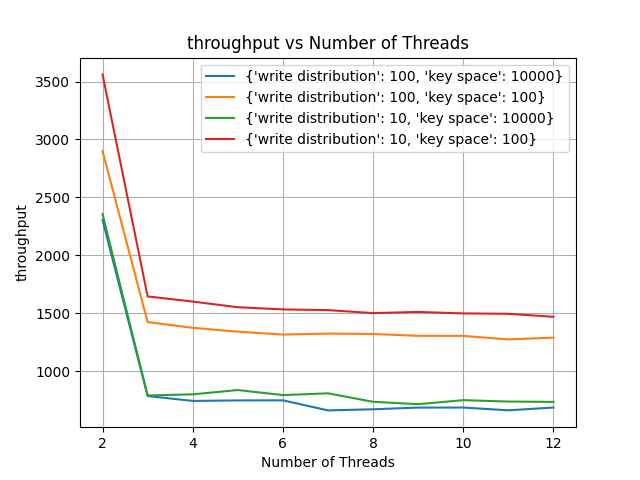 throughput vs Number of Threads
{'write distribution': 100, 'key space': 10000}
{'write distribution': 100, 'key space': 100}
{'write distribution': 10, 'key space': 10000}
{'write distribution': 10, 'key space': 100}
throughput
3500
3000
2500
2000
1500
1000
2 4 6 8 10 12
Number of Threads